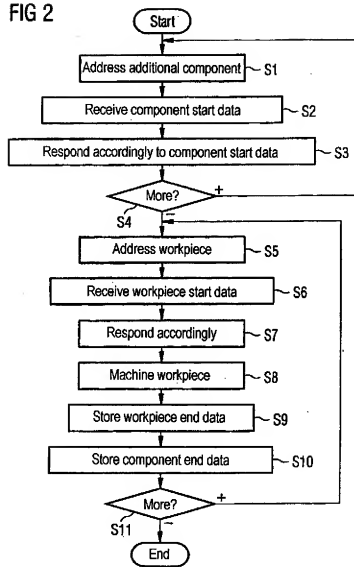 FIG 2
Start
Address additional component S1
Receive component start data S2
Respond accordingly to component start data S3
More? +
S4 −
Address workpiece S5
Receive workpiece start data S6
Respond accordingly S7
Machine workpiece S8
Store workpiece end data S9
Store component end data S10
More? +
S11 −
End